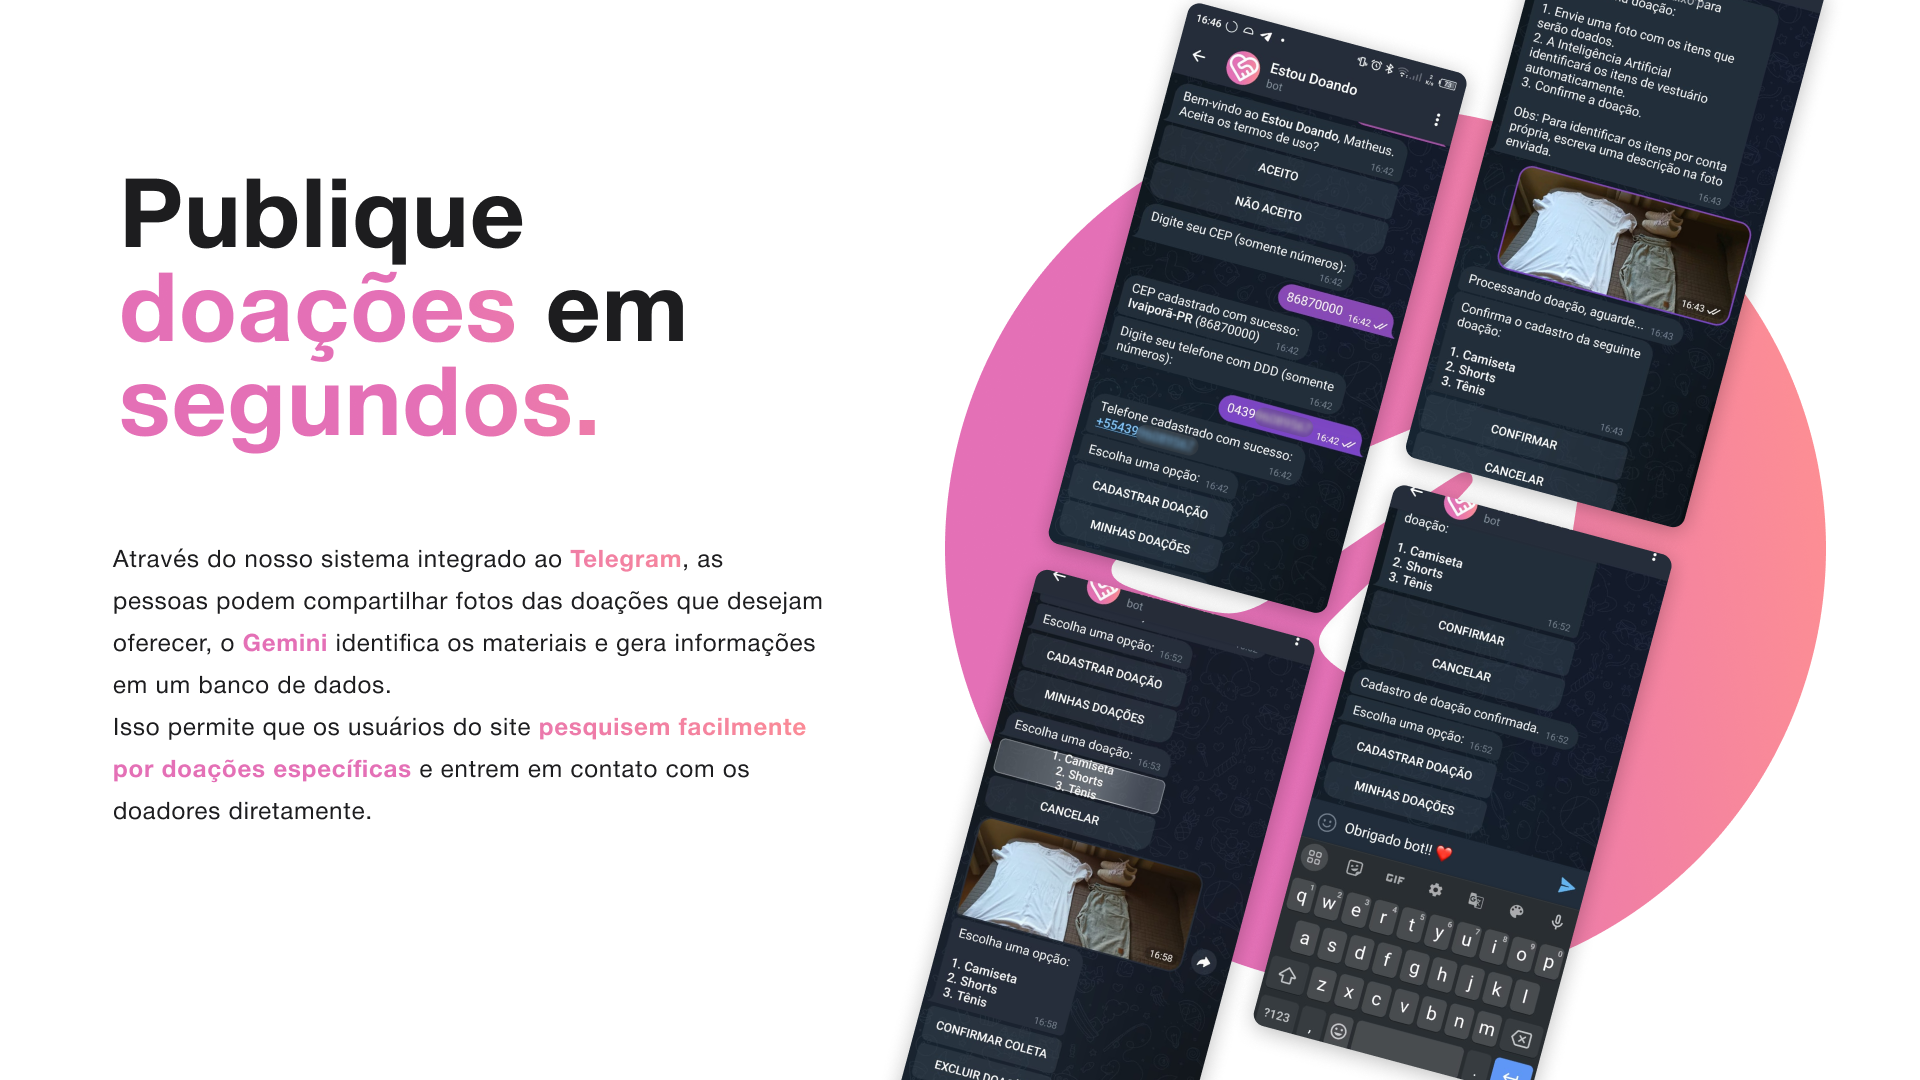 Publique
doações em
segundos.
Através do nosso sistema integrado ao Telegram, as
pessoas podem compartilhar fotos das doações que desejam
oferecer, o Gemini identifica os materiais e gera informações
em um banco de dados.
Isso permite que os usuários do site pesquisem facilmente
por doações específicas e entrem em contato com os
doadores diretamente.
16:46
Estou Doando
bot
Bem-vindo ao Estou Doando, Matheus.
Aceita os termos de uso?
16:42
ACEITO
NÃO ACEITO
Digite seu CEP (somente números):
16:42
86870000 16:42
CEP cadastrado com sucesso:
Ivaiporã-PR (86870000)
16:42
Digite seu telefone com DDD (somente
números):
16:42
0439
16:42
Telefone cadastrado com sucesso:
+55439
16:42
Escolha uma opção: 16:42
CADASTRAR DOAÇÃO
MINHAS DOAÇÕES
para
doação:
1. Envie uma foto com os itens que
serão doados.
2. A Inteligência Artificial
identificará os itens de vestuário
automaticamente.
3. Confirme a doação.
Obs: Para identificar os itens por conta
própria, escreva uma descrição na foto
enviada.
16:43
16:43
Processando doação, aguarde... 16:43
Confirma o cadastro da seguinte
doação:
1. Camiseta
2. Shorts
3. Tênis
16:43
CONFIRMAR
CANCELAR
bot
Escolha uma opção: 16:52
CADASTRAR DOAÇÃO
MINHAS DOAÇÕES
Escolha uma doação: 16:53
1. Camiseta
2. Shorts
3. Tênis
CANCELAR
16:58
Escolha uma opção:
1. Camiseta
2. Shorts
3. Tênis
16:58
CONFIRMAR COLETA
EXCLUIR
bot
doação:
1. Camiseta
2. Shorts
3. Tênis
16:52
CONFIRMAR
CANCELAR
Cadastro de doação confirmada. 16:52
Escolha uma opção: 16:52
CADASTRAR DOAÇÃO
MINHAS DOAÇÕES
Obrigado bot!! ❤️
GIF
q w e r t y u i o p
1 2 3 4 5 6 7 8 9 0
a s d f g h j k l
z x c v b n m
?123 , .